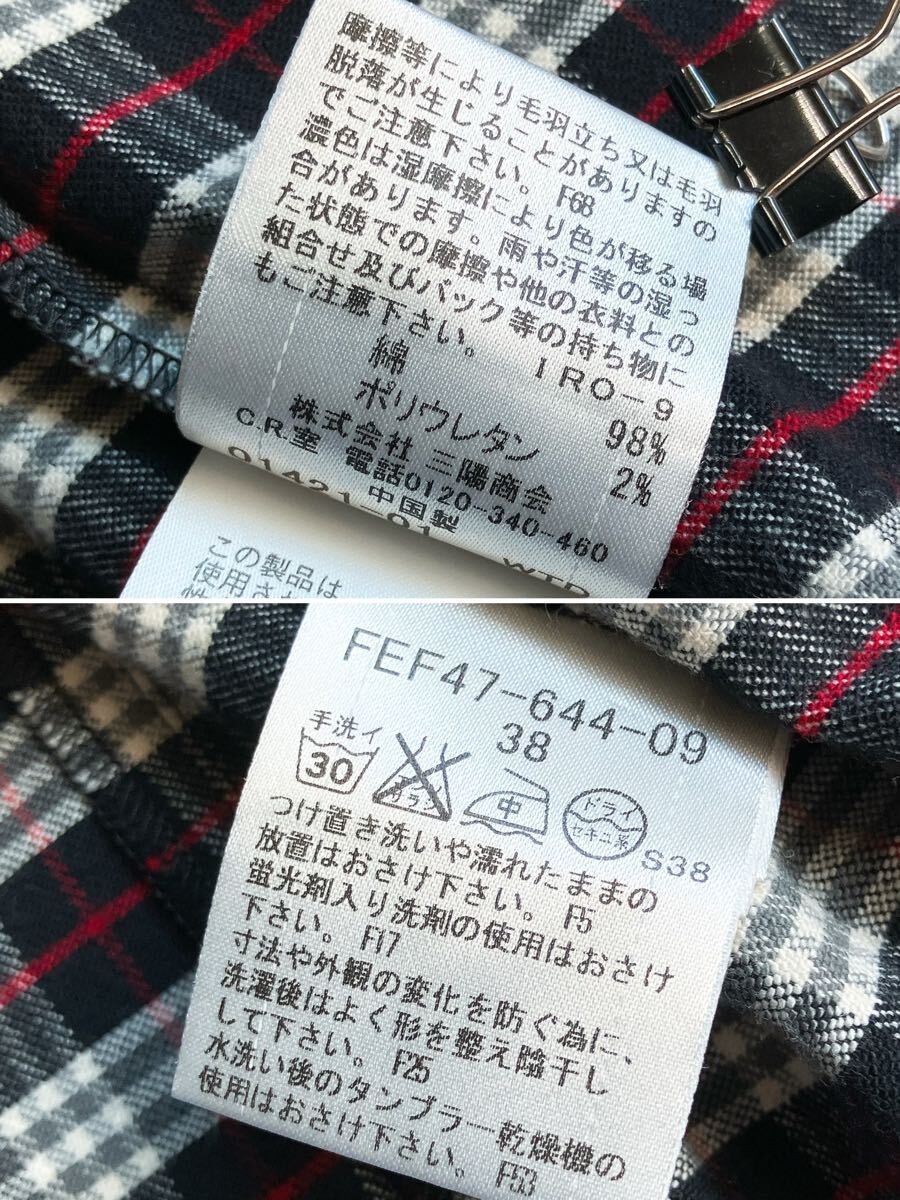 摩擦等により毛羽立ち又は毛羽
脱落が生じることがありますの
でご注意下さい。 F68
濃色は湿摩擦により色が移る場
合があります。雨や汗等の湿っ
た状態での摩擦や他の衣料との
組合せ及びバック等の持ち物に
もご注意下さい。 IRO-9
綿 98%
ポリウレタン 2%
株式会社 三陽商会
C.R.室 電話0120-340-460
中国製
この製品は
FEF47-644-09
38
手洗イ
30
中
ドライ
セキユ系
S38
つけ置き洗いや濡れたままの
放置はおさけ下さい。 F5
蛍光剤入り洗剤の使用はおさけ
下さい。 F17
寸法や外観の変化を防ぐ為に、
洗濯後はよく形を整え陰干し
して下さい。 F25
水洗い後のタンブラー乾燥機の
使用はおさけ下さい。 F53